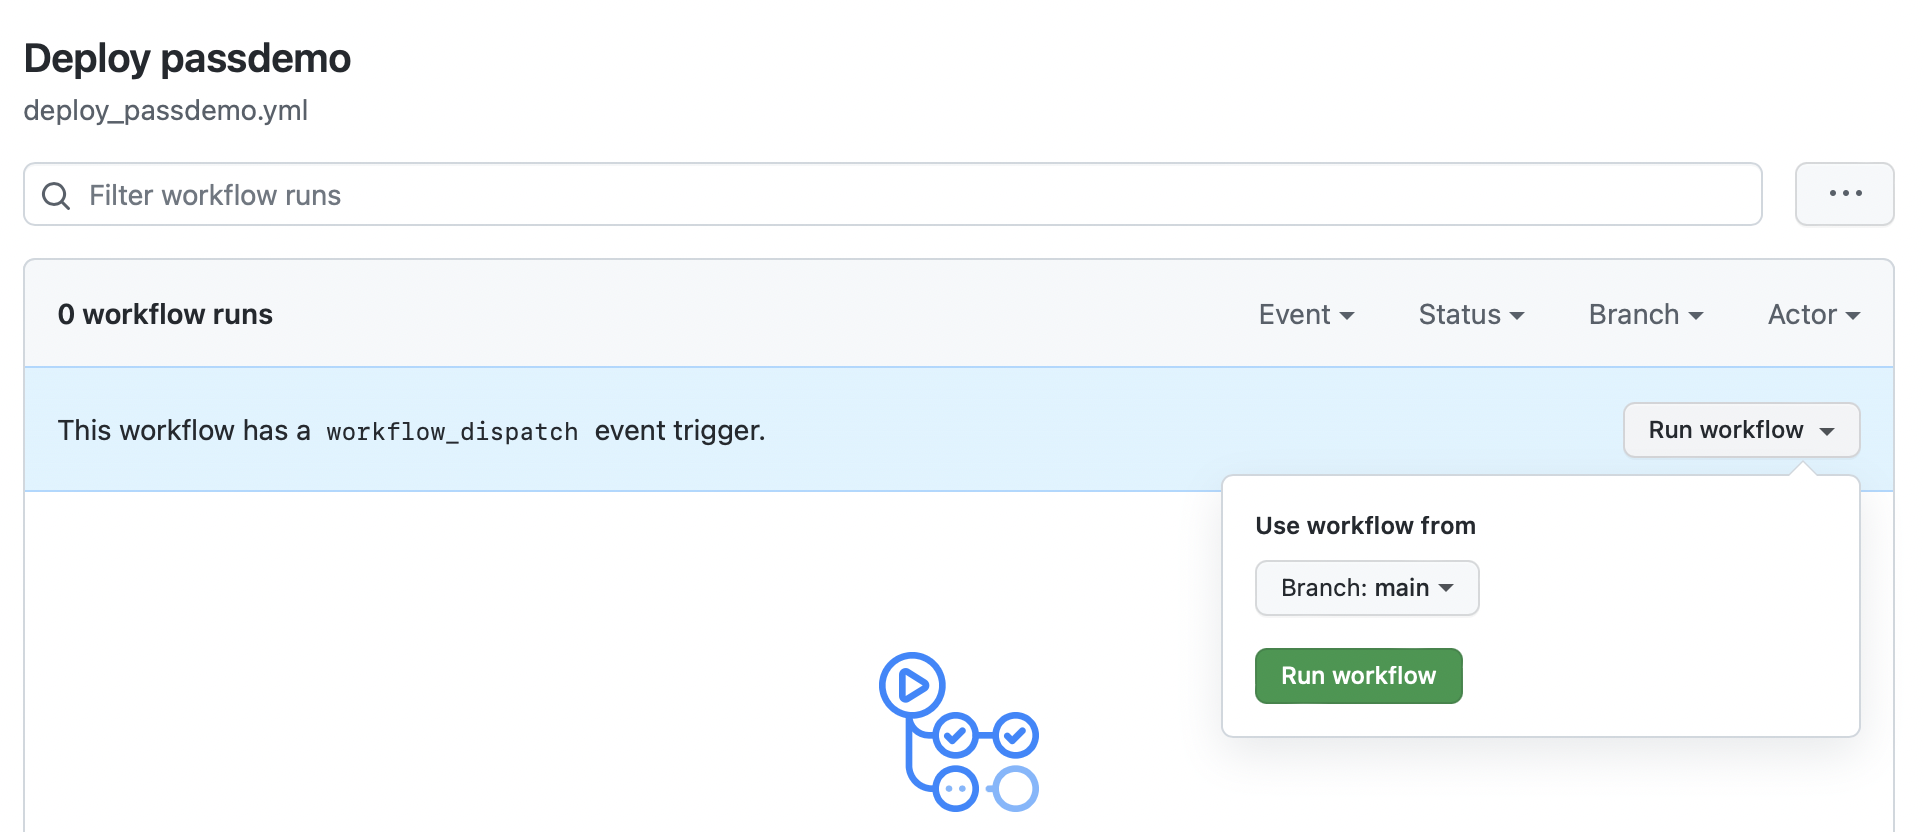 Deploy passdemo
deploy_passdemo.yml
Filter workflow runs
0 workflow runs Event Status Branch Actor
This workflow has a workflow_dispatch event trigger. Run workflow
Use workflow from
Branch: main
Run workflow